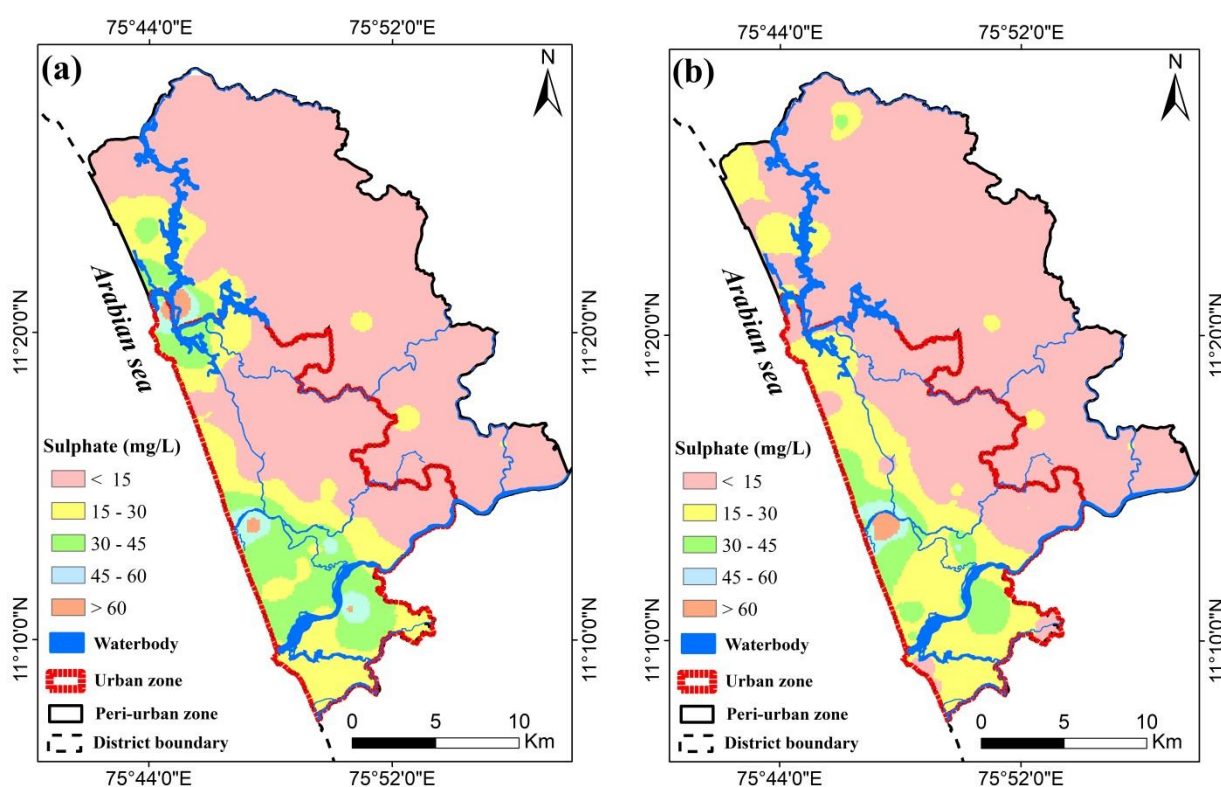 75°44'0"E 75°52'0"E
(a)
N
11°20'0"N
11°20'0"N
Arabian sea
Sulphate (mg/L)
< 15
15 - 30
30 - 45
45 - 60
> 60
Waterbody
Urban zone
Peri-urban zone
District boundary
11°10'0"N
11°10'0"N
0 5 10
Km
75°44'0"E 75°52'0"E
75°44'0"E 75°52'0"E
(b)
N
11°20'0"N
11°20'0"N
Arabian sea
Sulphate (mg/L)
< 15
15 - 30
30 - 45
45 - 60
> 60
Waterbody
Urban zone
Peri-urban zone
District boundary
11°10'0"N
11°10'0"N
0 5 10
Km
75°44'0"E 75°52'0"E